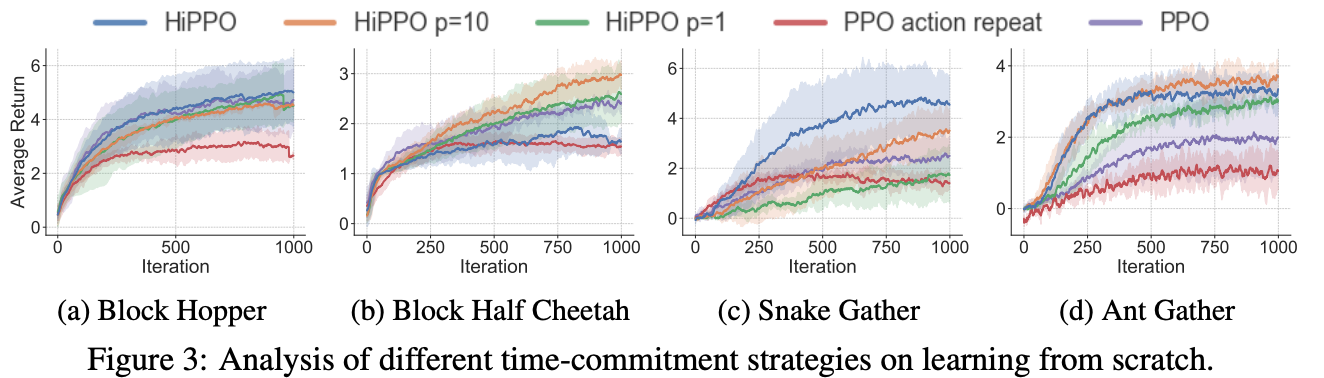 HiPPO HiPPO p=10 HiPPO p=1 PPO action repeat PPO
Average Return
6
4
2
0
0 500 1000
Iteration
3
2
1
0
0 250 500 750 1000
Iteration
6
4
2
0
0 250 500 750 1000
Iteration
4
2
0
0 250 500 750 1000
Iteration
(a) Block Hopper
(b) Block Half Cheetah
(c) Snake Gather
(d) Ant Gather
Figure 3: Analysis of different time-commitment strategies on learning from scratch.